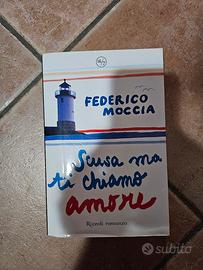 FEDERICO
MOCCIA
Scusa ma
ti chiamo
amore
Rizzoli romanzo
subito